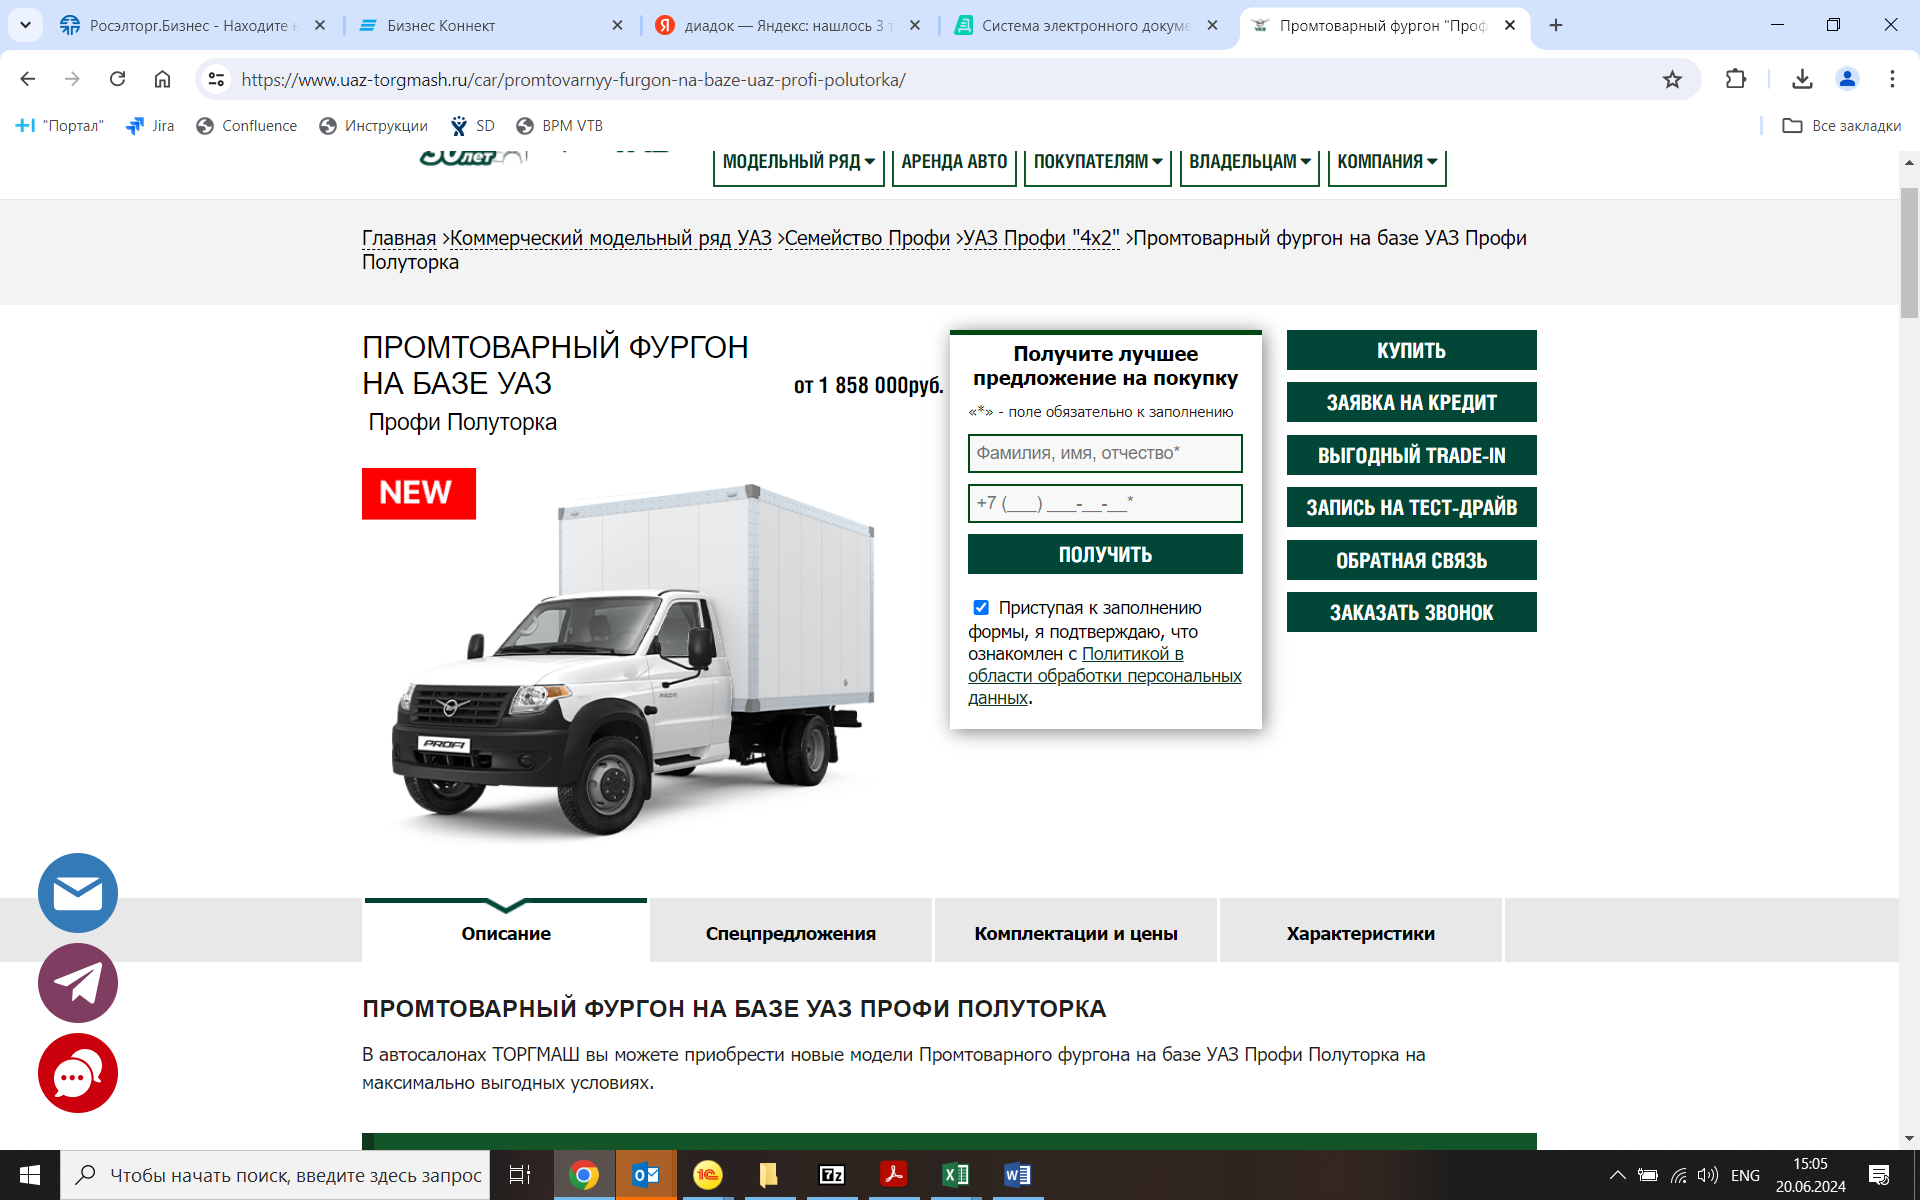 Росэлторг.Бизнес - Находите н
Бизнес Коннект
диадок — Яндекс: нашлось 3 т
Система электронного докуме
Промтоварный фургон "Проф
https://www.uaz-torgmash.ru/car/promtovarnyy-furgon-na-baze-uaz-profi-polutorka/
"Портал"
Jira
Confluence
Инструкции
SD
BPM VTB
Все закладки
лет
МОДЕЛЬНЫЙ РЯД
АРЕНДА АВТО
ПОКУПАТЕЛЯМ
ВЛАДЕЛЬЦАМ
КОМПАНИЯ
Главная ›Коммерческий модельный ряд УАЗ ›Семейство Профи ›УАЗ Профи "4x2" ›Промтоварный фургон на базе УАЗ Профи
Полуторка
ПРОМТОВАРНЫЙ ФУРГОН
НА БАЗЕ УАЗ
Профи Полуторка
от 1 858 000руб.
NEW
PROFI
Получите лучшее
предложение на покупку
«*» - поле обязательно к заполнению
Фамилия, имя, отчество*
+7 (___) ___-__-__*
ПОЛУЧИТЬ
Приступая к заполнению
формы, я подтверждаю, что
ознакомлен с Политикой в
области обработки персональных
данных.
КУПИТЬ
ЗАЯВКА НА КРЕДИТ
ВЫГОДНЫЙ TRADE-IN
ЗАПИСЬ НА ТЕСТ-ДРАЙВ
ОБРАТНАЯ СВЯЗЬ
ЗАКАЗАТЬ ЗВОНОК
Описание
Спецпредложения
Комплектации и цены
Характеристики
ПРОМТОВАРНЫЙ ФУРГОН НА БАЗЕ УАЗ ПРОФИ ПОЛУТОРКА
В автосалонах ТОРГМАШ вы можете приобрести новые модели Промтоварного фургона на базе УАЗ Профи Полуторка на
максимально выгодных условиях.
Чтобы начать поиск, введите здесь запрос
ENG
15:05
20.06.2024